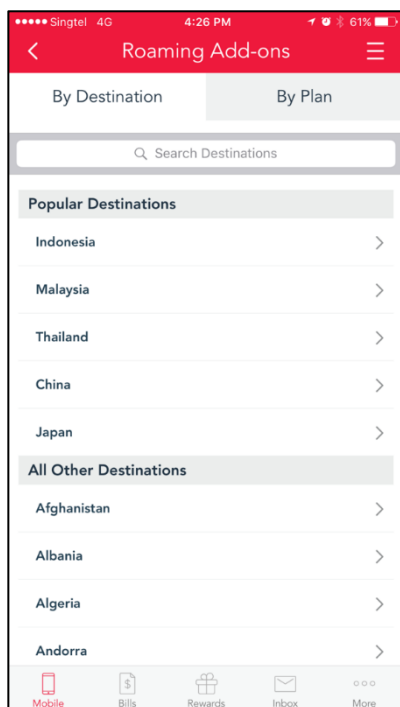 Singtel 4G 4:26 PM 61%
Roaming Add-ons
By Destination By Plan
Search Destinations
Popular Destinations
Indonesia
Malaysia
Thailand
China
Japan
All Other Destinations
Afghanistan
Albania
Algeria
Andorra
Mobile Bills Rewards Inbox More